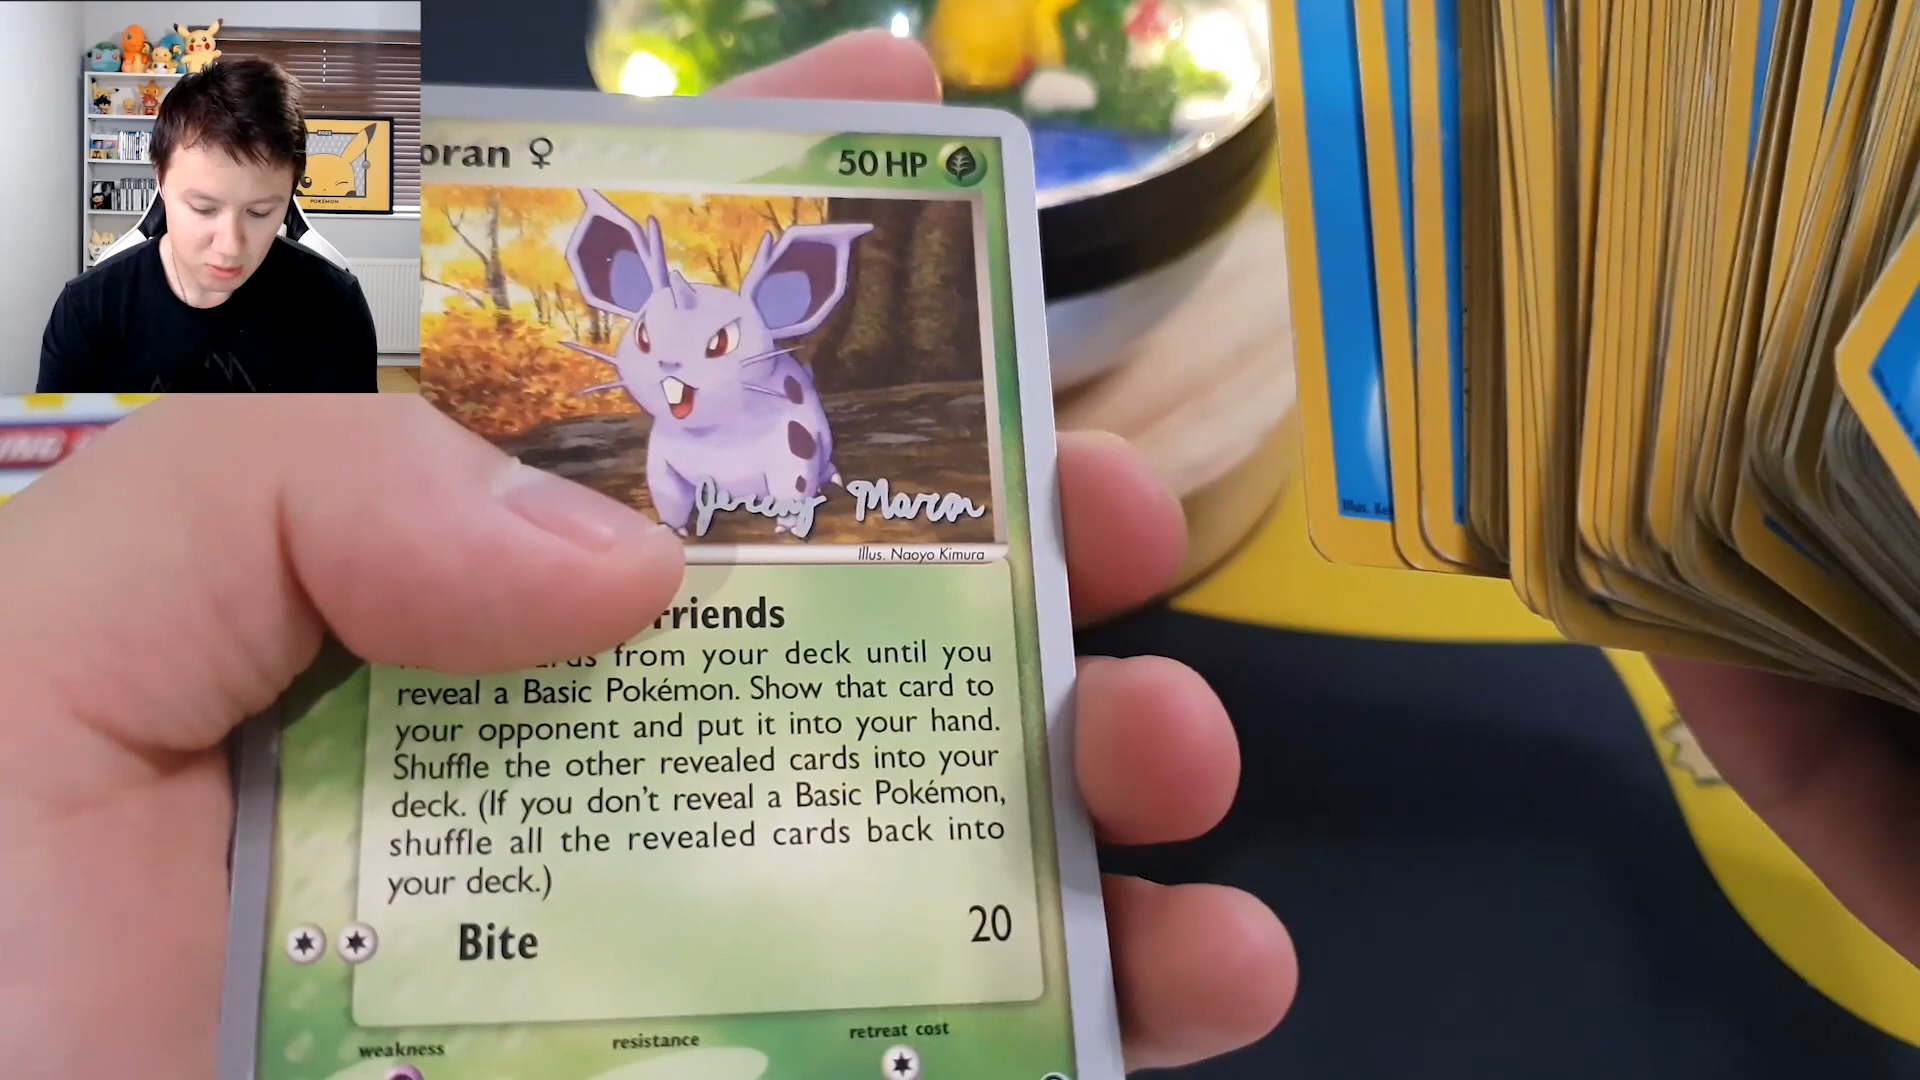 POKEMON
oran ♀
50 HP
Jeremy Maron
Illus. Naoyo Kimura
Friends
from your deck until you
reveal a Basic Pokémon. Show that card to
your opponent and put it into your hand.
Shuffle the other revealed cards into your
deck. (If you don't reveal a Basic Pokémon,
shuffle all the revealed cards back into
your deck.)
Bite 20
weakness resistance retreat cost
Illus. Ke